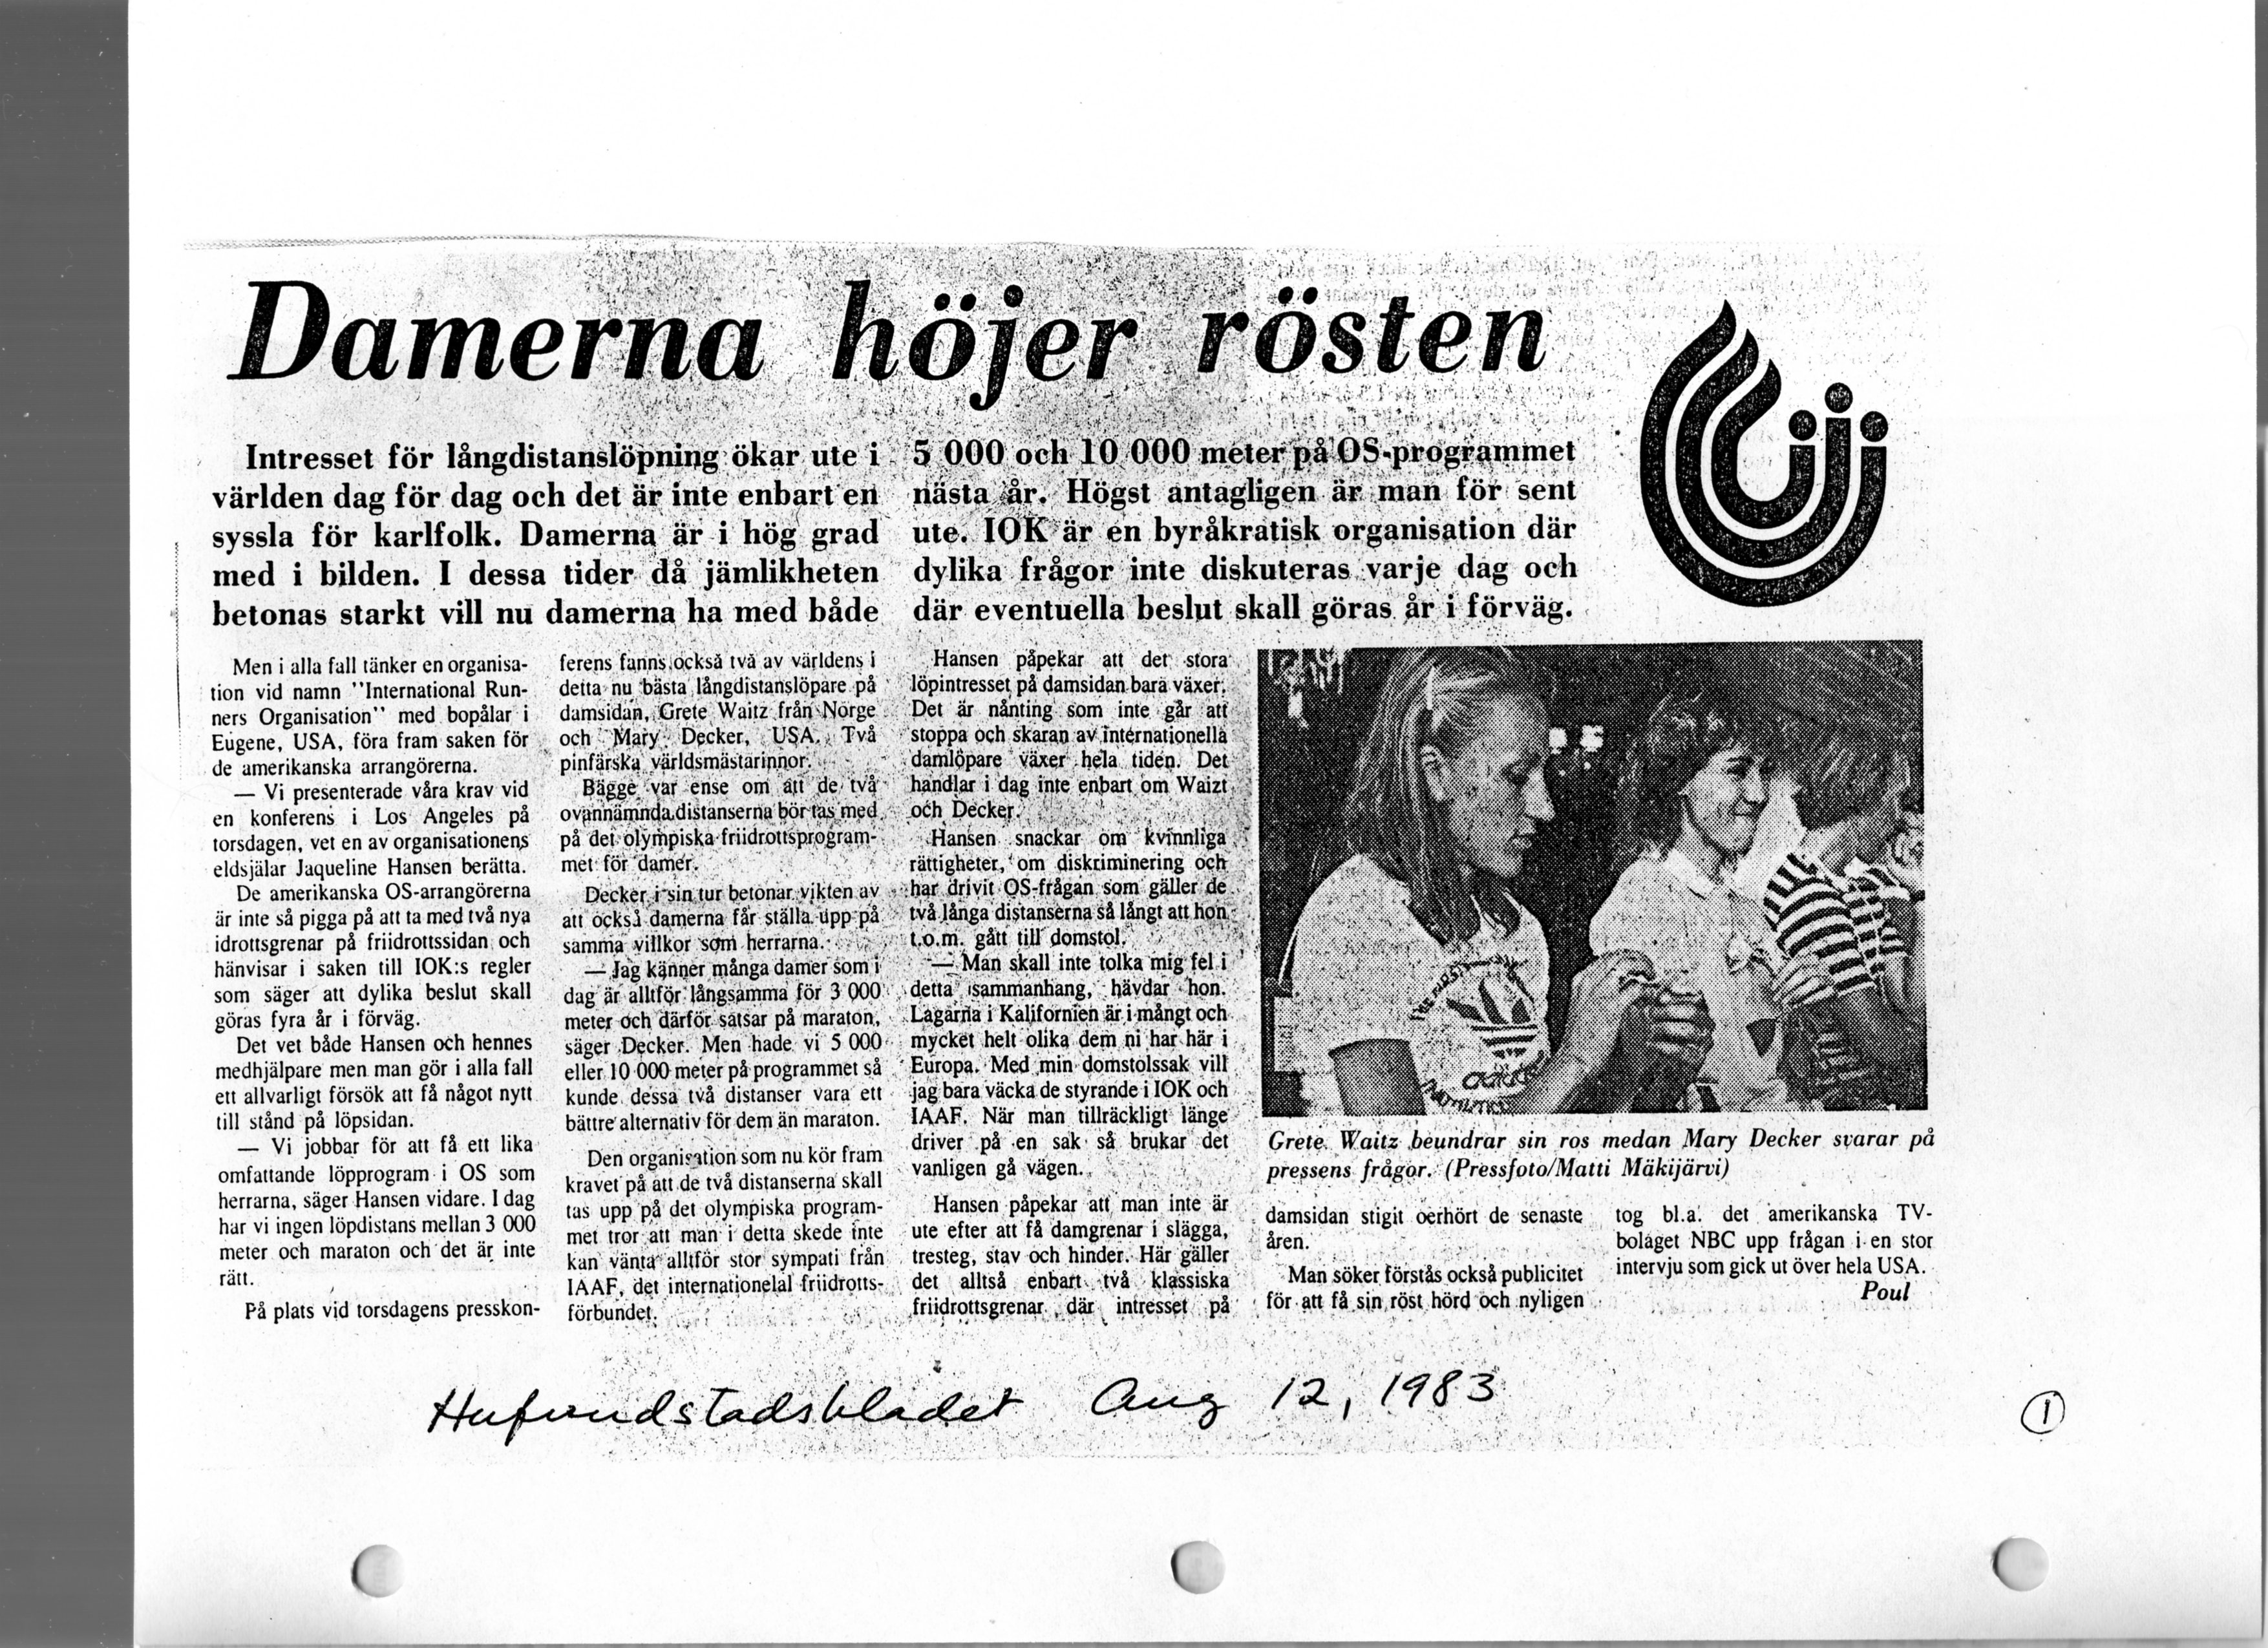 Damerna höjer rösten
Intresset för långdistanslöpning ökar ute i
världen dag för dag och det är inte enbart en
syssla för karlfolk. Damerna är i hög grad
med i bilden. I dessa tider då jämlikheten
betonas starkt vill nu damerna ha med både
5 000 och 10 000 meter på OS-programmet
nästa år. Högst antagligen är man för sent
ute. IOK är en byråkratisk organisation där
dylika frågor inte diskuteras varje dag och
där eventuella beslut skall göras år i förväg.
Men i alla fall tänker en organisa-
tion vid namn "International Run-
ners Organisation" med bopålar i
Eugene, USA, föra fram saken för
de amerikanska arrangörerna.
— Vi presenterade våra krav vid
en konferens i Los Angeles på
torsdagen, vet en av organisationens
eldsjälar Jaqueline Hansen berätta.
De amerikanska OS-arrangörerna
är inte så pigga på att ta med två nya
idrottsgrenar på friidrottssidan och
hänvisar i saken till IOK:s regler
som säger att dylika beslut skall
göras fyra år i förväg.
Det vet både Hansen och hennes
medhjälpare men man gör i alla fall
ett allvarligt försök att få något nytt
till stånd på löpsidan.
— Vi jobbar för att få ett lika
omfattande löpprogram i OS som
herrarna, säger Hansen vidare. I dag
har vi ingen löpdistans mellan 3 000
meter och maraton och det är inte
rätt.
På plats vid torsdagens presskon-
ferens fanns också två av världens i
detta nu bästa långdistanslöpare på
damsidan, Grete Waitz från Norge
och Mary Decker, USA. Två
pinfärska världsmästarinnor.
Bägge var ense om att de två
ovannämnda distanserna bör tas med
på det olympiska friidrottsprogram-
met för damer.
Decker i sin tur betonar vikten av
att också damerna får ställa upp på
samma villkor som herrarna.
— Jag känner många damer som i
dag är alltför långsamma för 3 000
meter och därför satsar på maraton,
säger Decker. Men hade vi 5 000
eller 10 000 meter på programmet så
kunde dessa två distanser vara ett
bättre alternativ för dem än maraton.
Den organisation som nu kör fram
kravet på att de två distanserna skall
tas upp på det olympiska program-
met tror att man i detta skede inte
kan vänta alltför stor sympati från
IAAF, det internationelal friidrotts-
förbundet.
Hansen påpekar att det stora
löpintresset på damsidan bara växer.
Det är nånting som inte går att
stoppa och skaran av internationella
damlöpare växer hela tiden. Det
handlar i dag inte enbart om Waizt
och Decker.
Hansen snackar om kvinnliga
rättigheter, om diskriminering och
har drivit OS-frågan som gäller de
två långa distanserna så långt att hon
t.o.m. gått till domstol.
— Man skall inte tolka mig fel i
detta sammanhang, hävdar hon.
Lagarna i Kalifornien är i mångt och
mycket helt olika dem ni har här i
Europa. Med min domstolssak vill
jag bara väcka de styrande i IOK och
IAAF. När man tillräckligt länge
driver på en sak så brukar det
vanligen gå vägen.
Hansen påpekar att man inte är
ute efter att få damgrenar i slägga,
tresteg, stav och hinder. Här gäller
det alltså enbart två klassiska
friidrottsgrenar där intresset på
adidas
Grete Waitz beundrar sin ros medan Mary Decker svarar på
pressens frågor. (Pressfoto/Matti Mäkijärvi)
damsidan stigit oerhört de senaste
åren.
Man söker förstås också publicitet
för att få sin röst hörd och nyligen
tog bl.a. det amerikanska TV-
bolaget NBC upp frågan i en stor
intervju som gick ut över hela USA.
Poul
Hufvudstadsbladet Aug 12, 1983
1